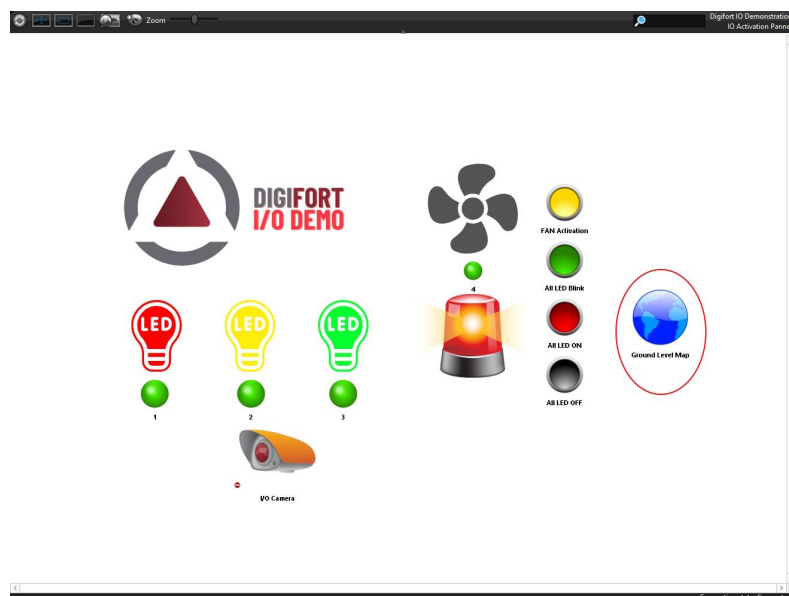 Zoom
Digifort IO Demonstration
IO Activation Panne
DIGIFORT
I/O DEMO
FAN Activation
4
All LED Blink
LED
LED
LED
All LED ON
Ground Level Map
All LED OFF
1
2
3
I/O Camera